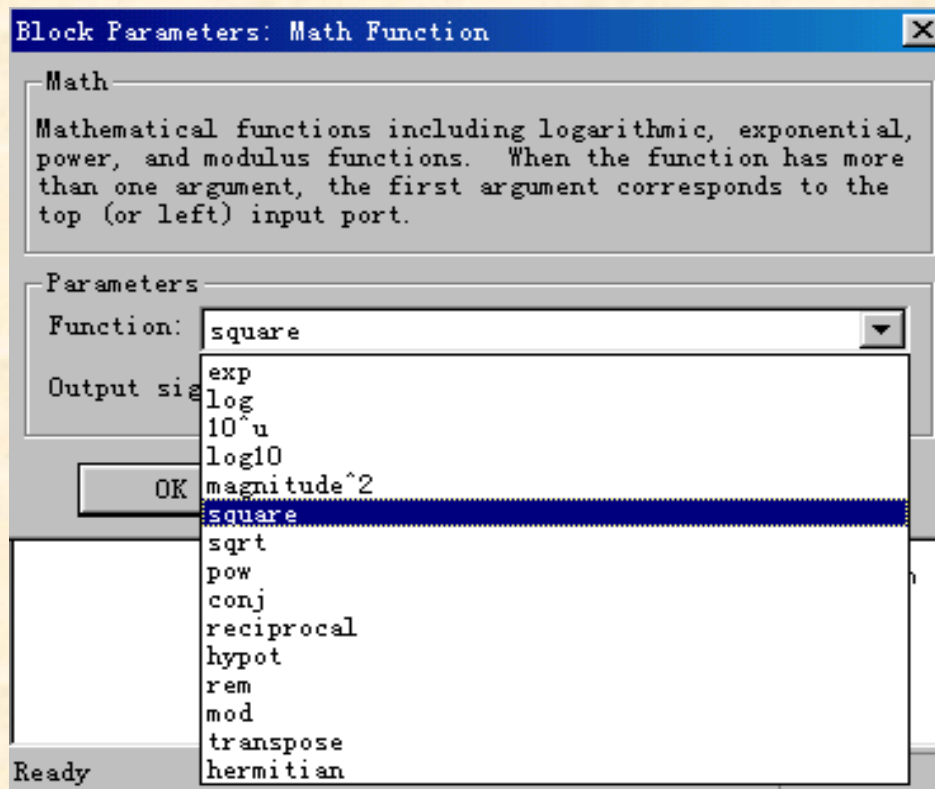 Block Parameters: Math Function
Math
Mathematical functions including logarithmic, exponential,
power, and modulus functions. When the function has more
than one argument, the first argument corresponds to the
top (or left) input port.
Parameters
Function: square
Output sig
exp
log
10^u
log10
magnitude^2
square
sqrt
pow
conj
reciprocal
hypot
rem
mod
transpose
hermitian
OK
Ready